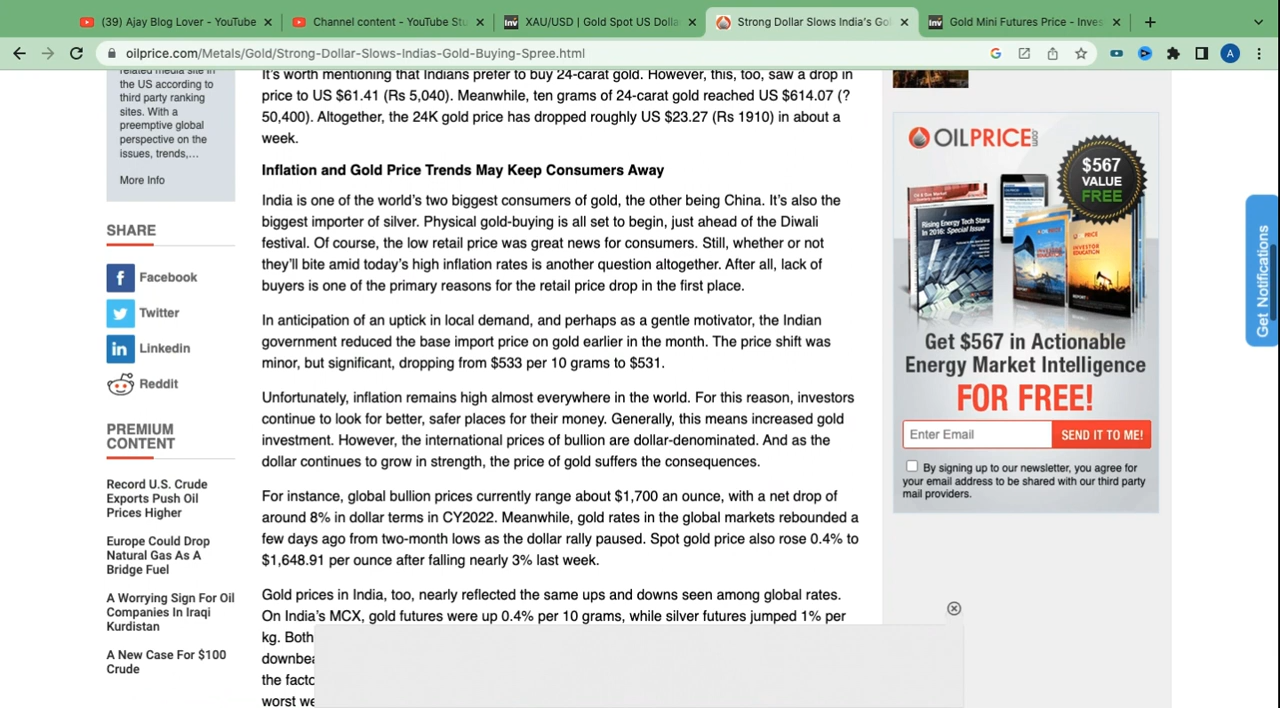 (39) Ajay Blog Lover - YouTube
Channel content - YouTube Stu
XAU/USD | Gold Spot US Dolla
Strong Dollar Slows India's Go
Gold Mini Futures Price - Inves
oilprice.com/Metals/Gold/Strong-Dollar-Slows-Indias-Gold-Buying-Spree.html
related media site in
the US according to
third party ranking
sites. With a
preemptive global
perspective on the
issues, trends,...
More Info
SHARE
Facebook
Twitter
Linkedin
Reddit
PREMIUM
CONTENT
Record U.S. Crude
Exports Push Oil
Prices Higher
Europe Could Drop
Natural Gas As A
Bridge Fuel
A Worrying Sign For Oil
Companies In Iraqi
Kurdistan
A New Case For $100
Crude
It's worth mentioning that Indians prefer to buy 24-carat gold. However, this, too, saw a drop in
price to US $61.41 (Rs 5,040). Meanwhile, ten grams of 24-carat gold reached US $614.07 (?
50,400). Altogether, the 24K gold price has dropped roughly US $23.27 (Rs 1910) in about a
week.
Inflation and Gold Price Trends May Keep Consumers Away
India is one of the world's two biggest consumers of gold, the other being China. It's also the
biggest importer of silver. Physical gold-buying is all set to begin, just ahead of the Diwali
festival. Of course, the low retail price was great news for consumers. Still, whether or not
they'll bite amid today's high inflation rates is another question altogether. After all, lack of
buyers is one of the primary reasons for the retail price drop in the first place.
In anticipation of an uptick in local demand, and perhaps as a gentle motivator, the Indian
government reduced the base import price on gold earlier in the month. The price shift was
minor, but significant, dropping from $533 per 10 grams to $531.
Unfortunately, inflation remains high almost everywhere in the world. For this reason, investors
continue to look for better, safer places for their money. Generally, this means increased gold
investment. However, the international prices of bullion are dollar-denominated. And as the
dollar continues to grow in strength, the price of gold suffers the consequences.
For instance, global bullion prices currently range about $1,700 an ounce, with a net drop of
around 8% in dollar terms in CY2022. Meanwhile, gold rates in the global markets rebounded a
few days ago from two-month lows as the dollar rally paused. Spot gold price also rose 0.4% to
$1,648.91 per ounce after falling nearly 3% last week.
Gold prices in India, too, nearly reflected the same ups and downs seen among global rates.
On India's MCX, gold futures were up 0.4% per 10 grams, while silver futures jumped 1% per
kg. Both
downbea
the facto
worst we
OILPRICE.com
$567
VALUE
FREE
Rising Energy Tech Stars
In 2016: Special Issue
Get $567 in Actionable
Energy Market Intelligence
FOR FREE!
Enter Email
SEND IT TO ME!
By signing up to our newsletter, you agree for
your email address to be shared with our third party
mail providers.
Get Notifications